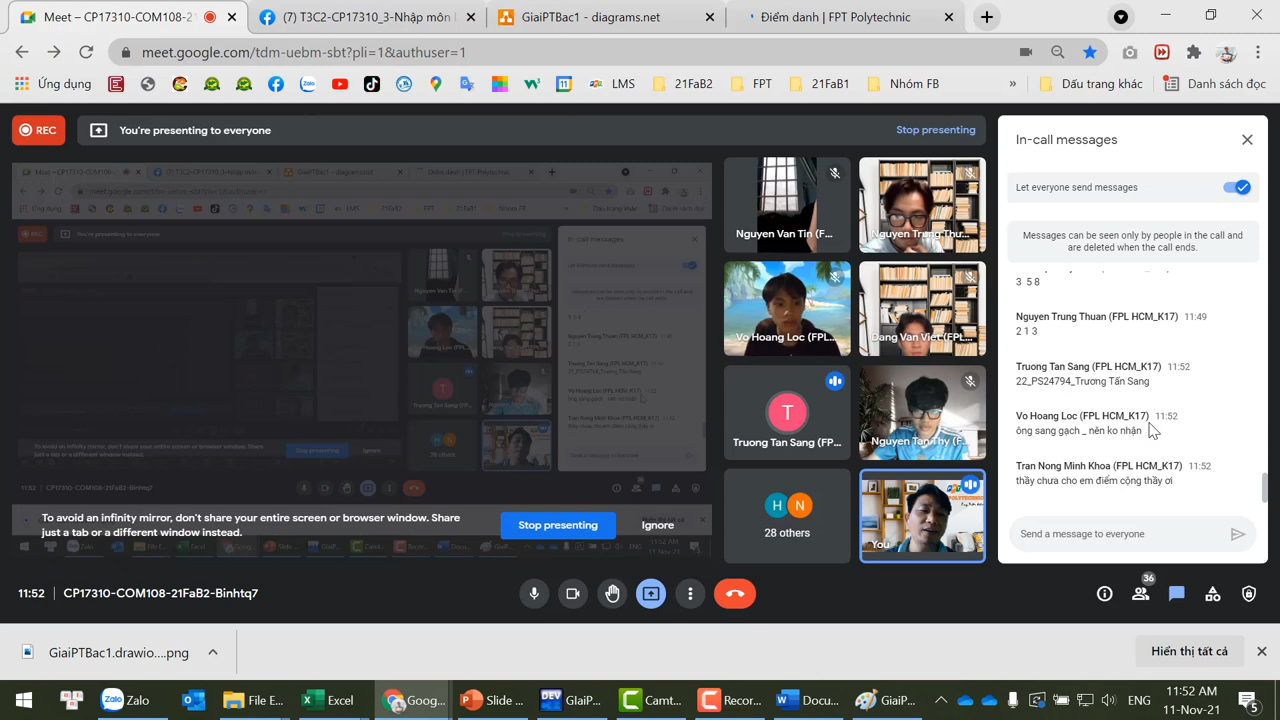 Meet – CP17310-COM108-21
(7) T3C2-CP17310_3-Nhập môn l
GiaiPTBac1 - diagrams.net
Điểm danh | FPT Polytechnic
meet.google.com/tdm-uebm-sbt?pli=1&authuser=1
Ứng dụng
LMS
21FaB2
FPT
21FaB1
Nhóm FB
»
Dấu trang khác
Danh sách đọc
REC
You're presenting to everyone
Stop presenting
In-call messages
Let everyone send messages
Messages can be seen only by people in the call and
are deleted when the call ends.
3 5 8
Nguyen Trung Thuan (FPL HCM_K17) 11:49
2 1 3
Truong Tan Sang (FPL HCM_K17) 11:52
22_PS24794_Trương Tấn Sang
Vo Hoang Loc (FPL HCM_K17) 11:52
ông sang gạch _ nên ko nhận
Tran Nong Minh Khoa (FPL HCM_K17) 11:52
thầy chưa cho em điểm cộng thầy ơi
Send a message to everyone
Nguyen Van Tin (F...
Nguyen Trung Thu...
Vo Hoang Loc (FPL...
Dang Van Viet (FPL...
T
Truong Tan Sang (FP...
Nguyen Tan Thy (F...
H N
28 others
You
To avoid an infinity mirror, don't share your entire screen or browser window. Share
just a tab or a different window instead.
Stop presenting
Ignore
11:52 | CP17310-COM108-21FaB2-Binhtq7
36
GiaiPTBac1.drawio....png
Hiển thị tất cả
Zalo
File E...
Excel
Goog...
Slide ...
GIaiP...
Camt...
Recor...
Docu...
GiaiP...
ENG
11:52 AM
11-Nov-21
5